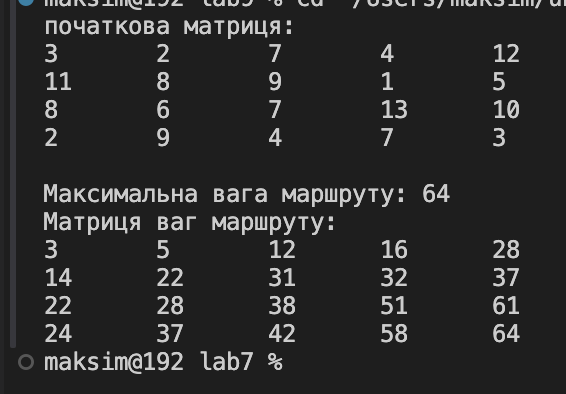 maksim@192 lab9 % cd "/Users/maksim/u
початкова матриця:
3 2 7 4 12
11 8 9 1 5
8 6 7 13 10
2 9 4 7 3
Максимальна вага маршруту: 64
Матриця ваг маршруту:
3 5 12 16 28
14 22 31 32 37
22 28 38 51 61
24 37 42 58 64
maksim@192 lab7 %